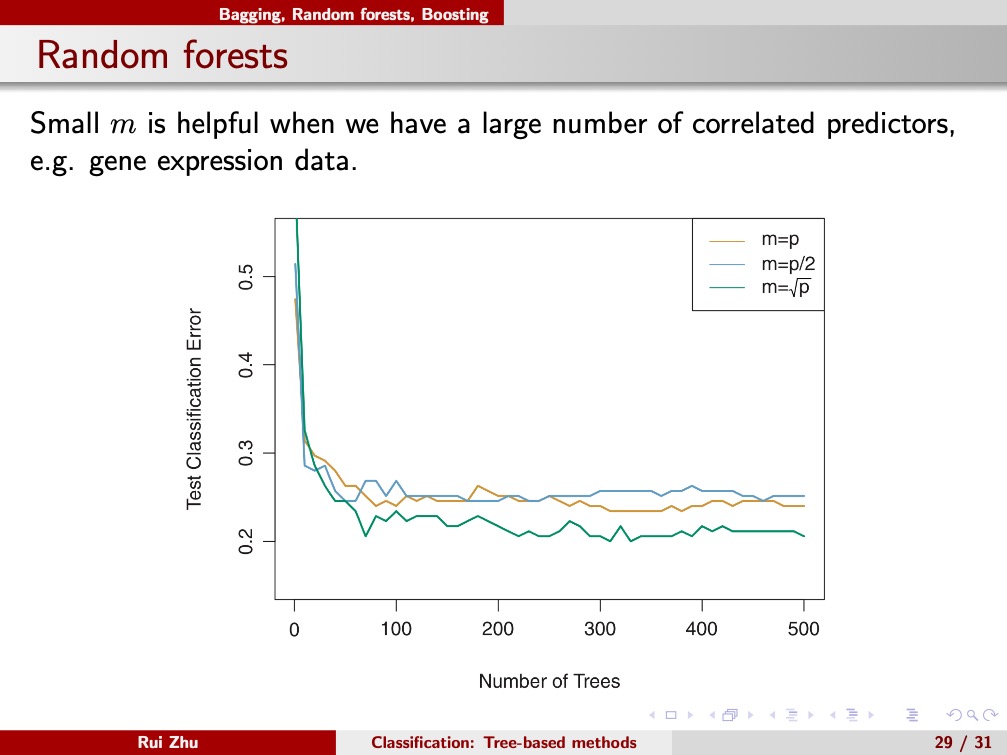 Bagging, Random forests, Boosting
Random forests
Small m is helpful when we have a large number of correlated predictors,
e.g. gene expression data.
m=p
m=p/2
m=√p
0.5
0.4
0.3
0.2
Test Classification Error
0 100 200 300 400 500
Number of Trees
Rui Zhu Classification: Tree-based methods 29 / 31